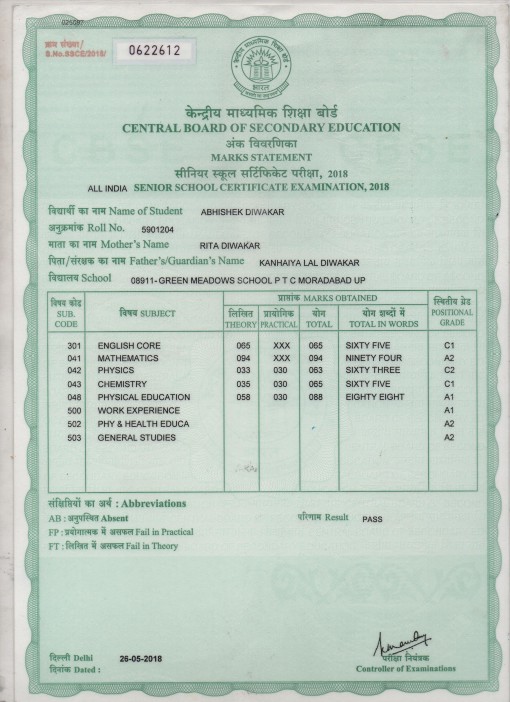 025097
क्रम संख्या/
S.No.SSCE/2018/ 0622612
भारत
केन्द्रीय माध्यमिक शिक्षा बोर्ड
CENTRAL BOARD OF SECONDARY EDUCATION
अंक विवरणिका
MARKS STATEMENT
सीनियर स्कूल सर्टिफिकेट परीक्षा, 2018
ALL INDIA SENIOR SCHOOL CERTIFICATE EXAMINATION, 2018
विद्यार्थी का नाम Name of Student ABHISHEK DIWAKAR
अनुक्रमांक Roll No. 5901204
माता का नाम Mother's Name RITA DIWAKAR
पिता/संरक्षक का नाम Father's/Guardian's Name KANHAIYA LAL DIWAKAR
विद्यालय School 08911-GREEN MEADOWS SCHOOL P T C MORADABAD UP
विषय कोड SUB. CODE विषय SUBJECT प्राप्तांक MARKS OBTAINED स्थितीय ग्रेड POSITIONAL GRADE
लिखित THEORY प्रायोगिक PRACTICAL योग TOTAL योग शब्दों में TOTAL IN WORDS
301 ENGLISH CORE 065 XXX 065 SIXTY FIVE C1
041 MATHEMATICS 094 XXX 094 NINETY FOUR A2
042 PHYSICS 033 030 063 SIXTY THREE C2
043 CHEMISTRY 035 030 065 SIXTY FIVE C1
048 PHYSICAL EDUCATION 058 030 088 EIGHTY EIGHT A1
500 WORK EXPERIENCE A1
502 PHY & HEALTH EDUCA A2
503 GENERAL STUDIES A2
संक्षिप्तियों का अर्थ : Abbreviations
AB : अनुपस्थित Absent परिणाम Result PASS
FP : प्रयोगात्मक में असफल Fail in Practical
FT : लिखित में असफल Fail in Theory
दिल्ली Delhi 26-05-2018 परीक्षा नियंत्रक
दिनांक Dated : Controller of Examinations